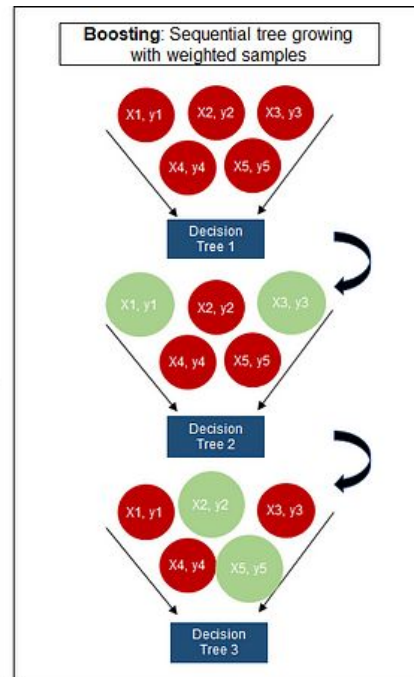 Boosting: Sequential tree growing
with weighted samples
X1, y1
X2, y2
X3, y3
X4, y4
X5, y5
Decision
Tree 1
X1, y1
X2, y2
X3, y3
X4, y4
X5, y5
Decision
Tree 2
X1, y1
X2, y2
X3, y3
X4, y4
X5, y5
Decision
Tree 3